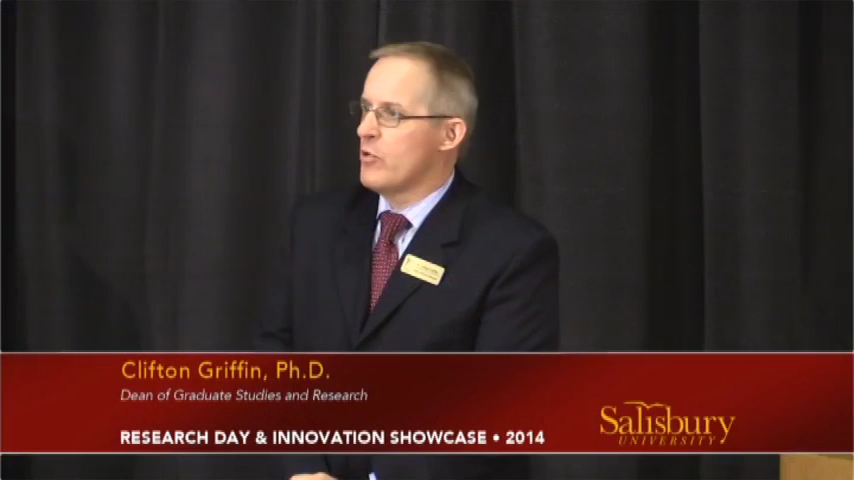 Clifton Griffin, Ph.D.
Dean of Graduate Studies and Research
RESEARCH DAY & INNOVATION SHOWCASE • 2014
Salisbury
UNIVERSITY